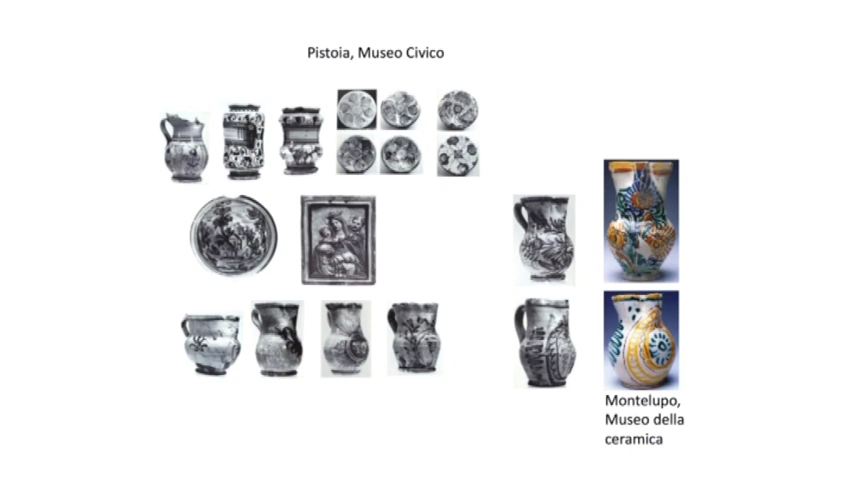 Pistoia, Museo Civico
Montelupo,
Museo della
ceramica